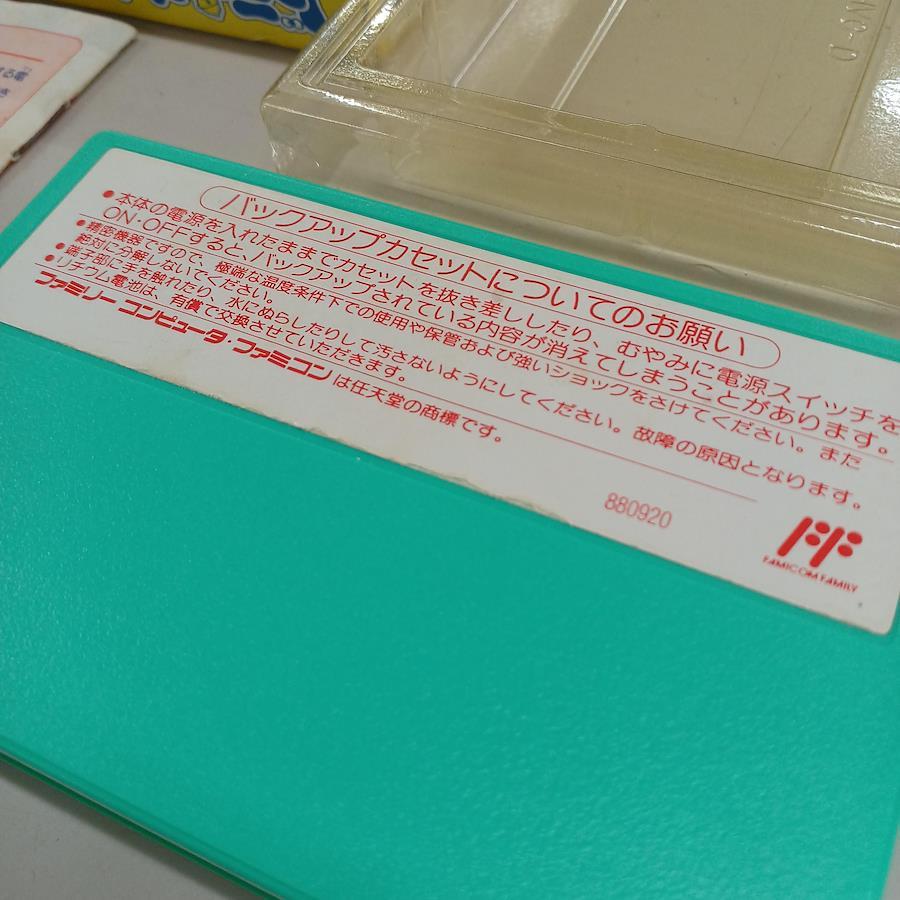 バックアップカセットについてのお願い
●本体の電源を入れたままでカセットを抜き差ししたり、むやみに電源スイッチを
ON・OFFすると、バックアップされている内容が消えてしまうことがあります。
●精密機器ですので、極端な温度条件下での使用や保管および強いショックをさけてください。また
絶対に分解しないでください。
●端子部に手を触れたり、水にぬらしたりして汚さないようにしてください。故障の原因となります。
●リチウム電池は、有償で交換させていただきます。
ファミリーコンピュータ・ファミコンは任天堂の商標です。
880920
FAMICOM FAMILY